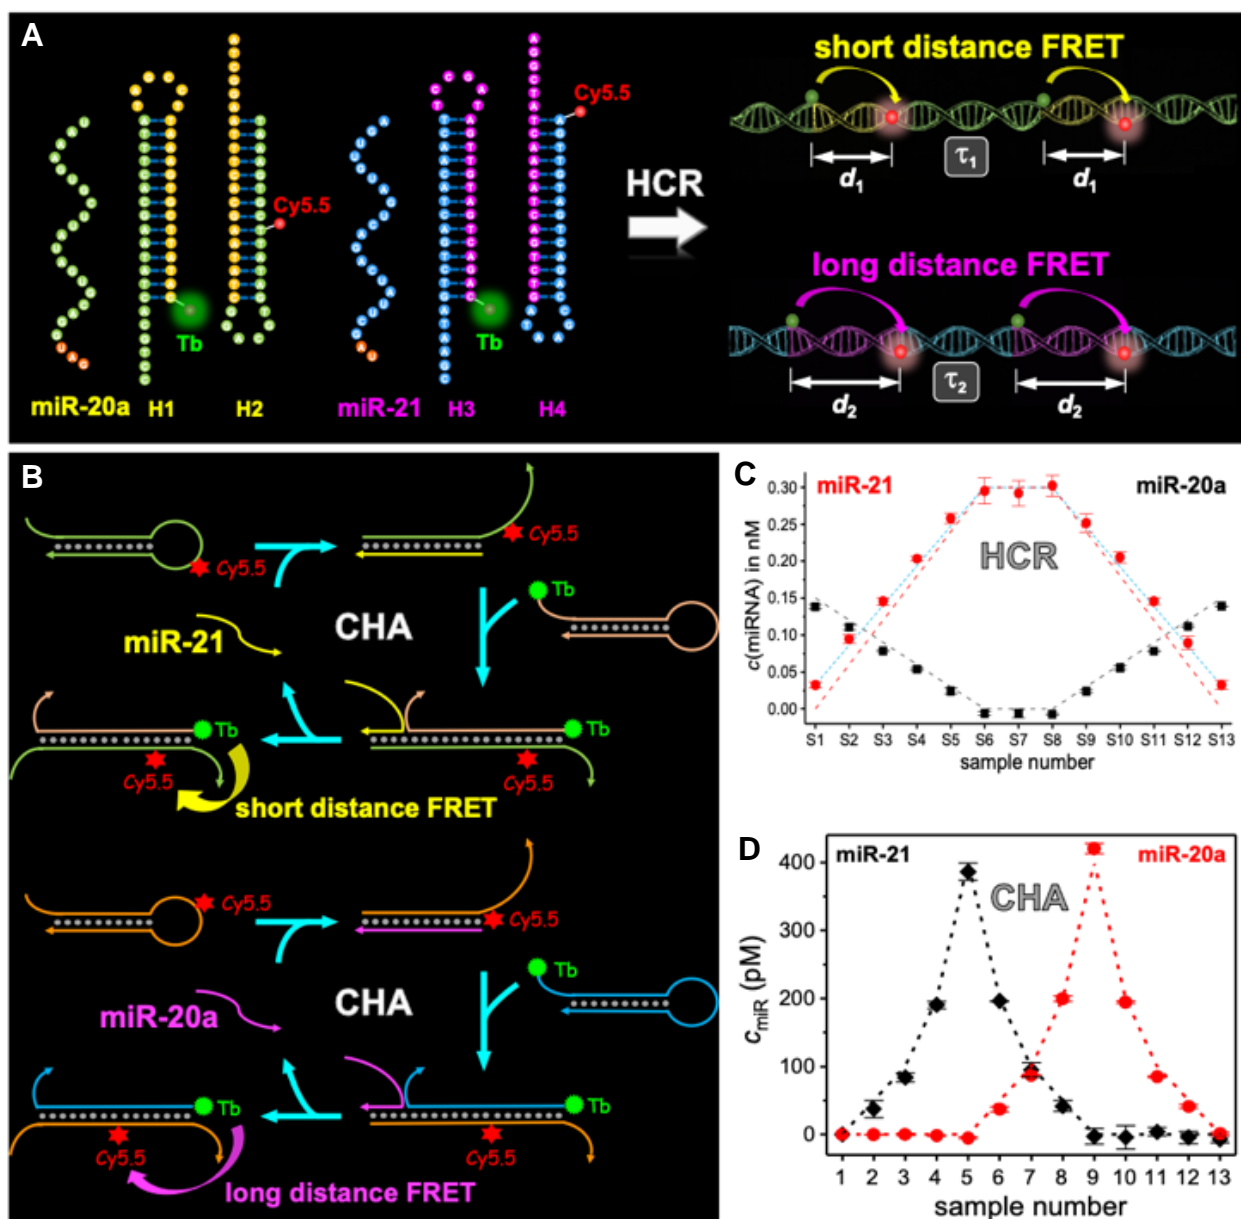 A
short distance FRET
Cy5.5
Cy5.5
HCR
τ1
d1
d1
long distance FRET
Tb
Tb
τ2
d2
d2
miR-20a
H1
H2
miR-21
H3
H4
B
Cy5.5
Cy5.5
Tb
miR-21
CHA
Tb
Tb
Cy5.5
Cy5.5
short distance FRET
Cy5.5
Cy5.5
Tb
miR-20a
CHA
Tb
Tb
Cy5.5
Cy5.5
long distance FRET
C
miR-21
miR-20a
HCR
c(miRNA) in nM
0.30
0.25
0.20
0.15
0.10
0.05
0.00
S1 S2 S3 S4 S5 S6 S7 S8 S9 S10 S11 S12 S13
sample number
D
miR-21
miR-20a
CHA
cmiR (pM)
400
300
200
100
0
1 2 3 4 5 6 7 8 9 10 11 12 13
sample number